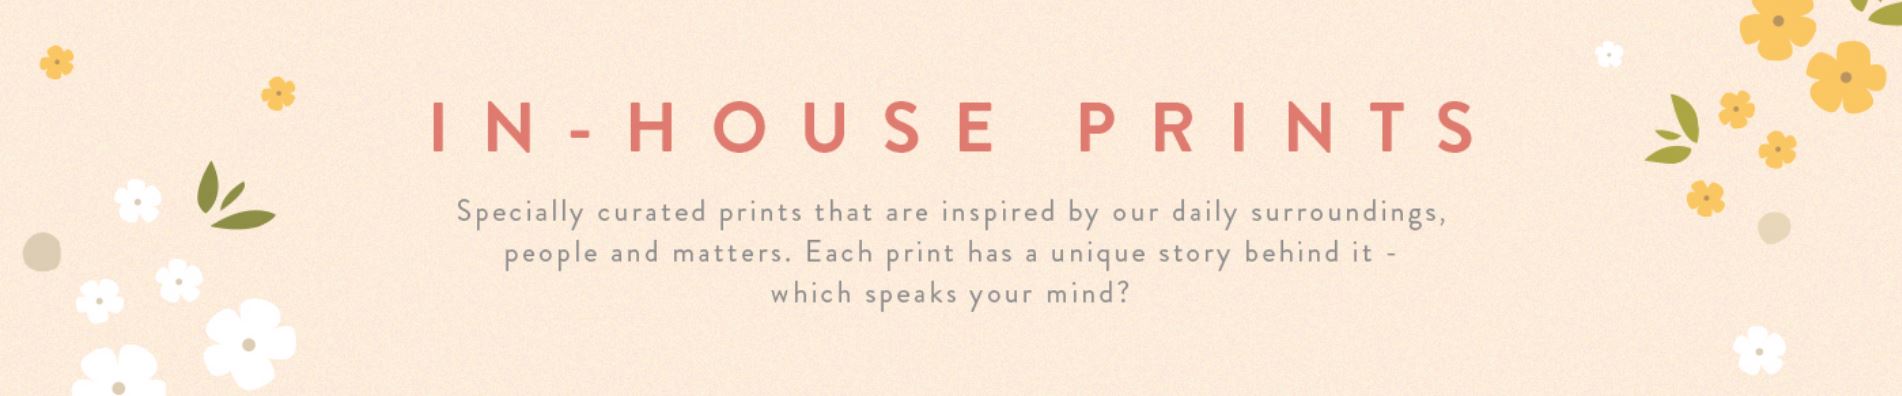 IN-HOUSE PRINTS
Specially curated prints that are inspired by our daily surroundings,
people and matters. Each print has a unique story behind it -
which speaks your mind?